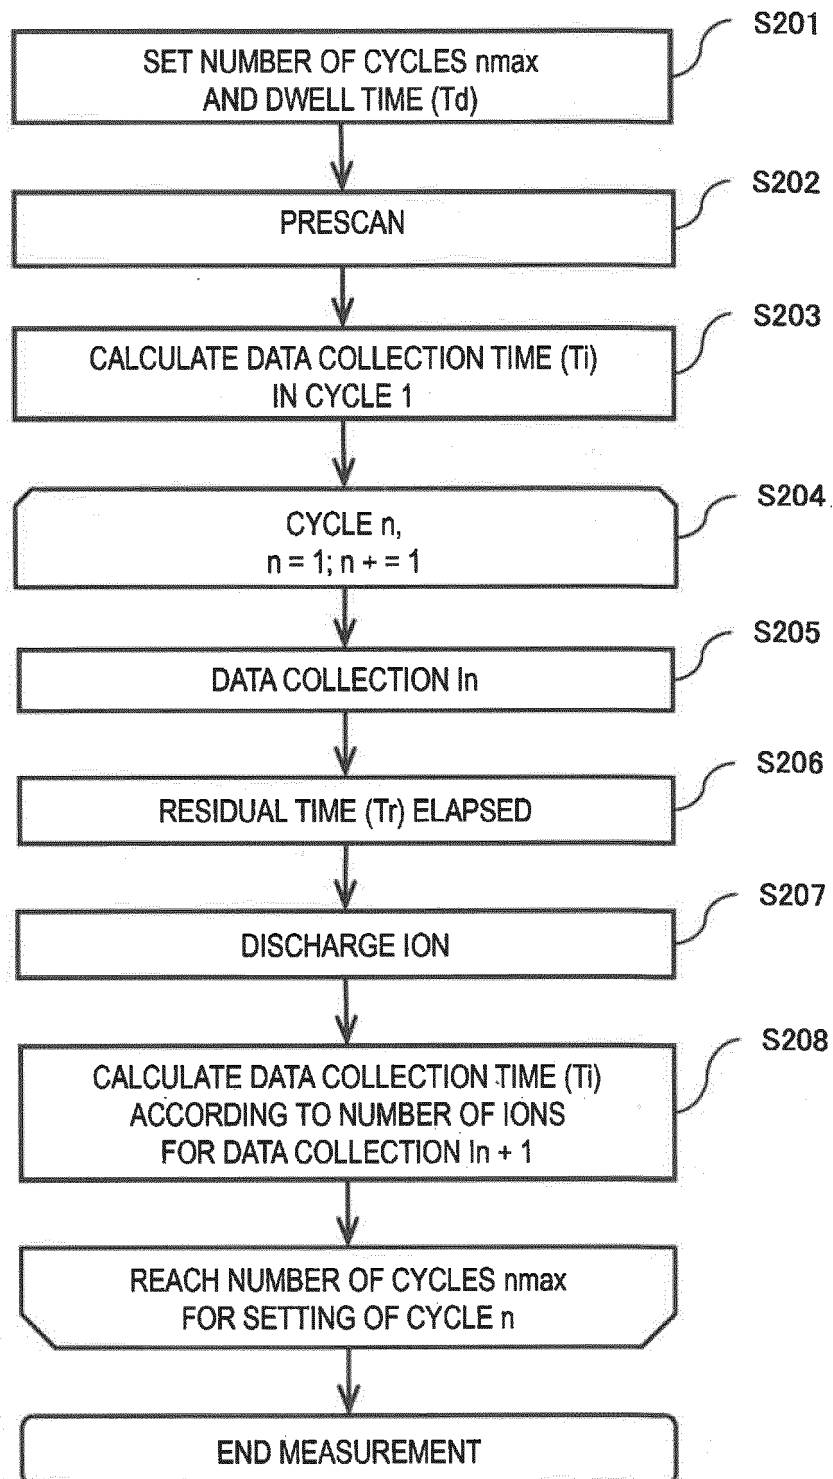 S201
SET NUMBER OF CYCLES nmax
AND DWELL TIME (Td)
S202
PRESCAN
S203
CALCULATE DATA COLLECTION TIME (Ti)
IN CYCLE 1
S204
CYCLE n,
n = 1; n + = 1
S205
DATA COLLECTION In
S206
RESIDUAL TIME (Tr) ELAPSED
S207
DISCHARGE ION
S208
CALCULATE DATA COLLECTION TIME (Ti)
ACCORDING TO NUMBER OF IONS
FOR DATA COLLECTION In + 1
REACH NUMBER OF CYCLES nmax
FOR SETTING OF CYCLE n
END MEASUREMENT